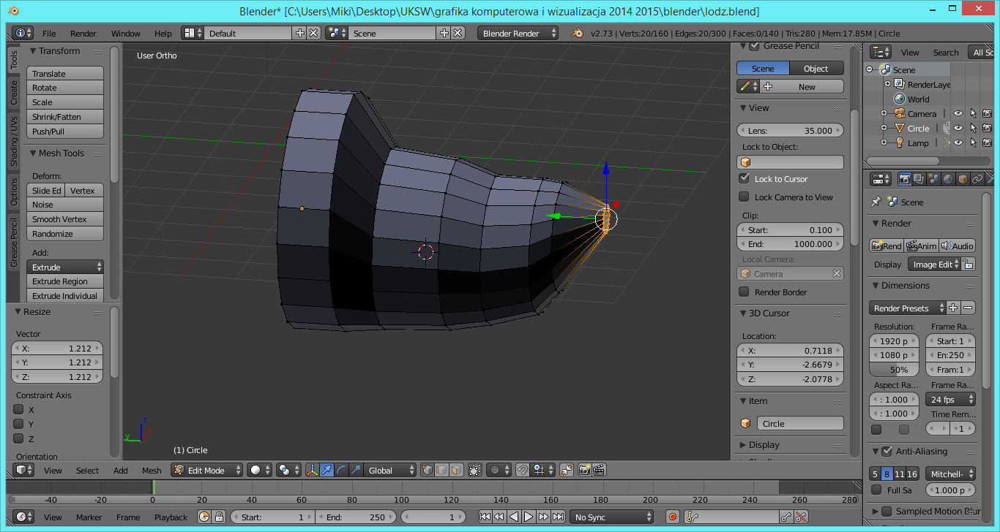 Blender* [C:\Users\Miki\Desktop\UKSW\grafika komputerowa i wizualizacja 2014 2015\blender\lodz.blend]
File Render Window Help Default Scene Blender Render v2.73 | Verts:20/160 | Edges:20/300 | Faces:0/140 | Tris:280 | Mem:17.85M | Circle
Tools
Create
Shading / UVs
Options
Grease Pencil
Transform
Translate
Rotate
Scale
Shrink/Fatten
Push/Pull
Mesh Tools
Deform:
Slide Ed Vertex
Noise
Smooth Vertex
Randomize
Add:
Extrude
Extrude Region
Extrude Individual
Resize
Vector
X: 1.212
Y: 1.212
Z: 1.212
Constraint Axis
X
Y
Z
Orientation
User Ortho
z
y
x
(1) Circle
Grease Pencil
Scene Object
New
View
Lens: 35.000
Lock to Object:
Lock to Cursor
Lock Camera to View
Clip:
Start: 0.100
End: 1000.000
Local Camera:
Camera
Render Border
3D Cursor
Location:
X: 0.7118
Y: -2.6679
Z: -2.0778
Item
Circle
Display
View Search All Sc
Scene
RenderLaye
World
Camera
Circle
Lamp
Scene
Render
Rend Anim Audio
Display Image Edit
Dimensions
Render Presets
Resolution: Frame Ra...
1920 p Start: 1
1080 p En:250
50% Fram:1
Aspect Ra... Frame Ra...
: 1.000 24 fps
: 1.000 Time Rem...
1
Anti-Aliasing
5 8 11 16 Mitchell-
Full Sa 1.000 p
Sampled Motion Blur
View Select Add Mesh Edit Mode Global
-40 -20 0 20 40 60 80 100 120 140 160 180 200 220 240 260 280
View Marker Frame Playback Start: 1 End: 250 1 No Sync